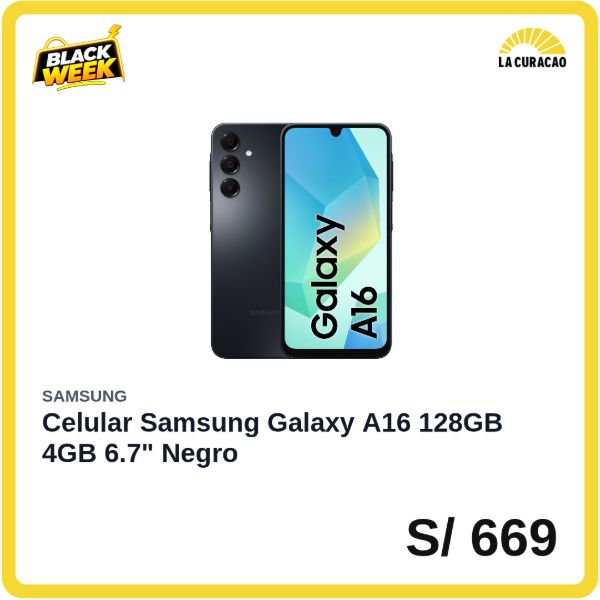 BLACK
WEEK
LA CURACAO
Galaxy
A16
SAMSUNG
SAMSUNG
Celular Samsung Galaxy A16 128GB
4GB 6.7" Negro
S/ 669